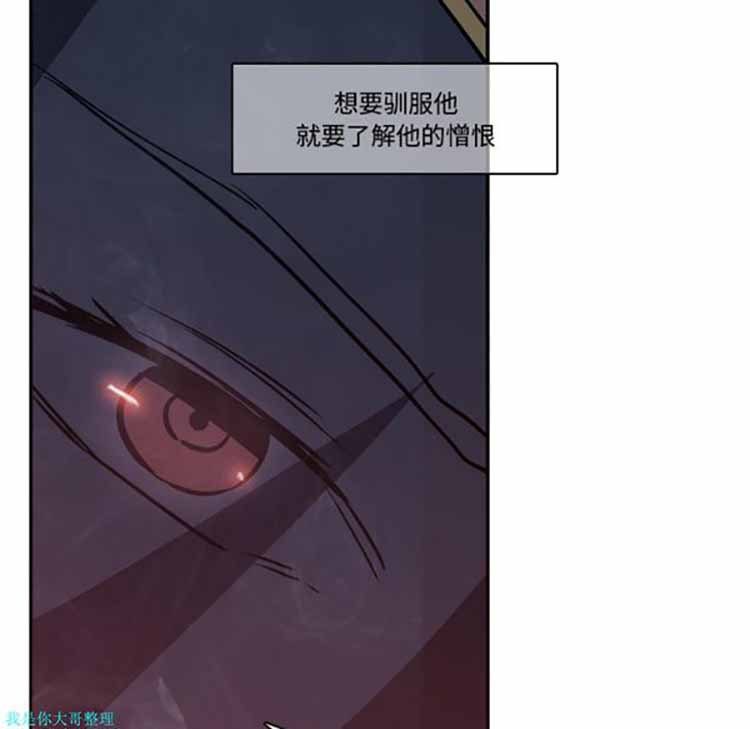 想要驯服他
就要了解他的憎恨
我是你大哥整理